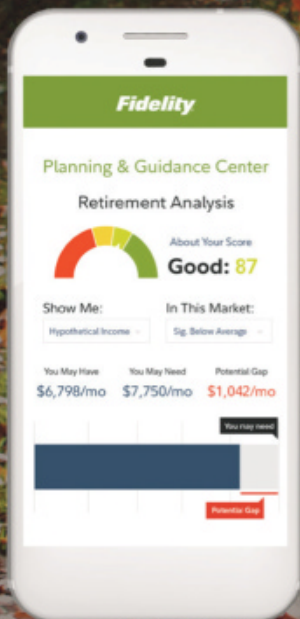 Fidelity
Planning & Guidance Center
Retirement Analysis
About Your Score
Good: 87
Show Me:
In This Market:
Hypothetical Income
Sig. Below Average
You May Have
You May Need
Potential Gap
$6,798/mo
$7,750/mo
$1,042/mo
You may need
Potential Gap